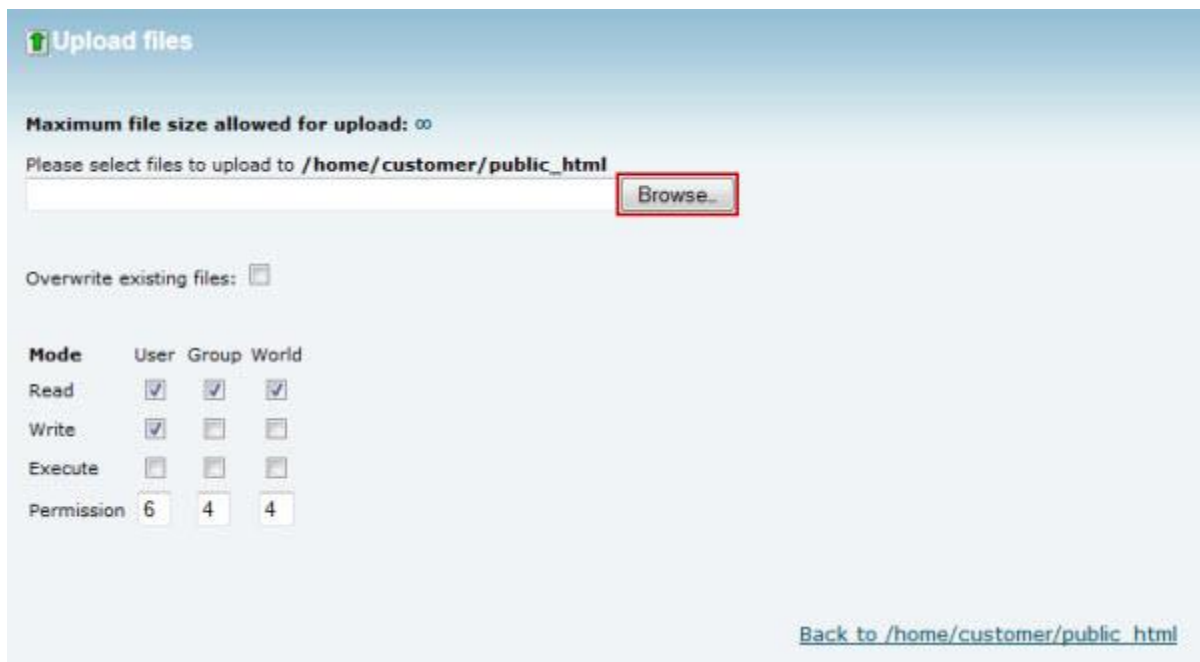 Upload files
Maximum file size allowed for upload: ∞
Please select files to upload to /home/customer/public_html
Browse..
Overwrite existing files:
Mode User Group World
Read
Write
Execute
Permission 6 4 4
Back to /home/customer/public_html